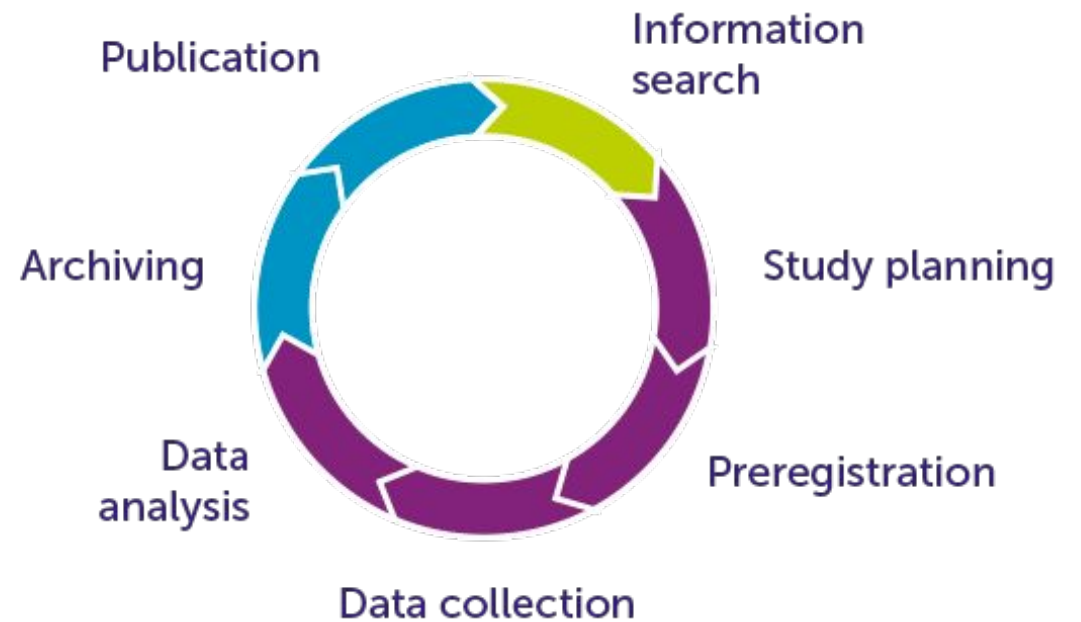 Information
search
Study planning
Preregistration
Data collection
Data
analysis
Archiving
Publication